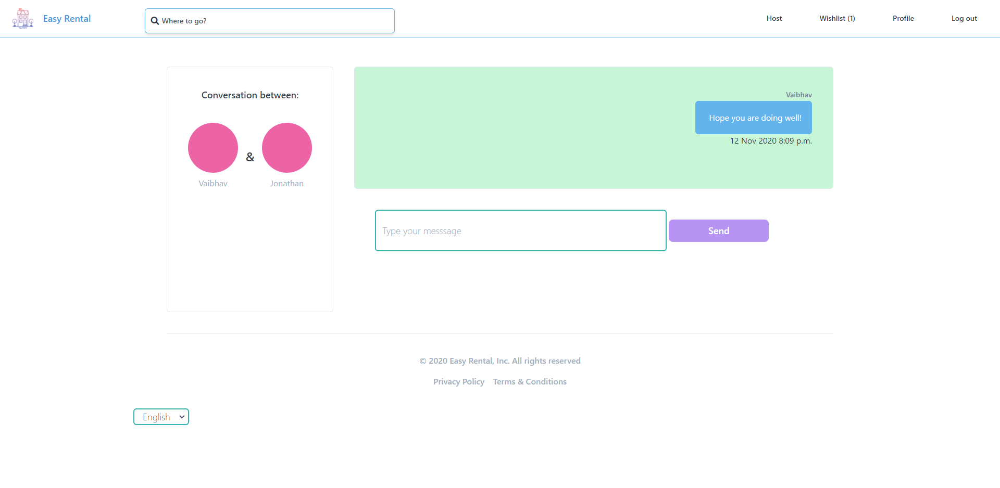 Easy Rental
Where to go?
Host
Wishlist (1)
Profile
Log out
Conversation between:
Vaibhav
&
Jonathan
Vaibhav
Hope you are doing well!
12 Nov 2020 8:09 p.m.
Type your messsage
Send
© 2020 Easy Rental, Inc. All rights reserved
Privacy Policy Terms & Conditions
English